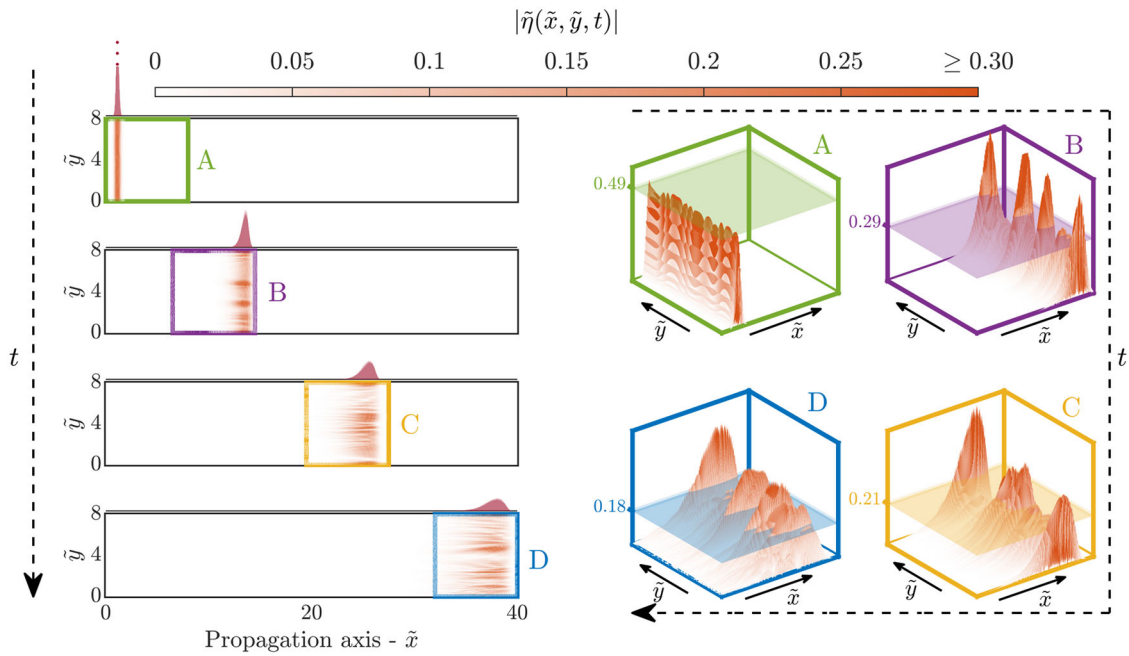 |η̃(x̃, ỹ, t)|
0 0.05 0.1 0.15 0.2 0.25 ≥ 0.30
t
8
ỹ 4
0
A
8
ỹ 4
0
B
8
ỹ 4
0
C
8
ỹ 4
0
D
0 20 40
Propagation axis - x̃
A
0.49
ỹ x̃
B
0.29
ỹ x̃
t
D
0.18
ỹ x̃
C
0.21
ỹ x̃